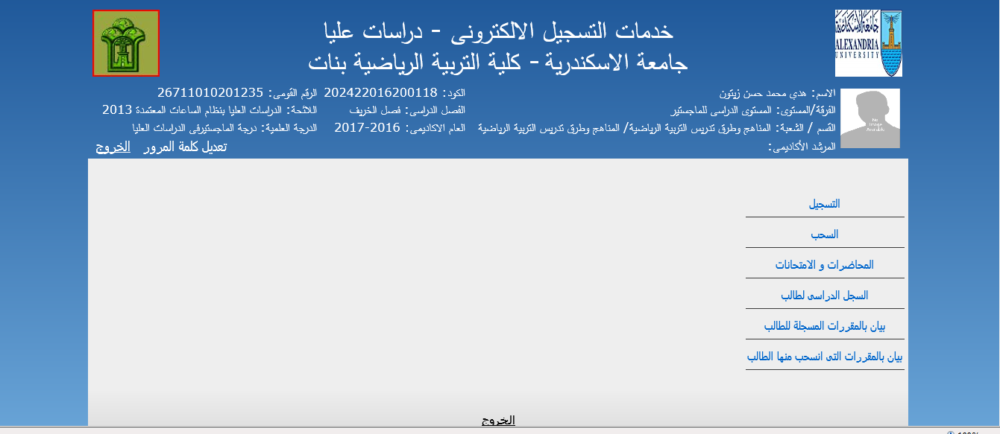 خدمات التسجيل الالكترونى - دراسات عليا
جامعة الاسكندرية - كلية التربية الرياضية بنات
ALEXANDRIA
UNIVERSITY
الاسم: هدي محمد حسن زيتون الكود: 202422016200118 الرقم القومى: 26711010201235
الفرقة/المستوى: المستوى الدراسى للماجستير الفصل الدراسى: فصل الخريف اللائحة: الدراسات العليا بنظام الساعات المعتمدة 2013
القسم / الشعبة: المناهج وطرق تدريس التربية الرياضية/ المناهج وطرق تدريس التربية الرياضية العام الاكاديمى: 2016-2017 الدرجة العلمية: درجة الماجستيرفى الدراسات العليا
المرشد الأكاديمى: تعديل كلمة المرور الخروج
No
Image
Available
التسجيل
السحب
المحاضرات و الامتحانات
السجل الدراسى لطالب
بيان بالمقررات المسجلة للطالب
بيان بالمقررات التى انسحب منها الطالب
الخروج